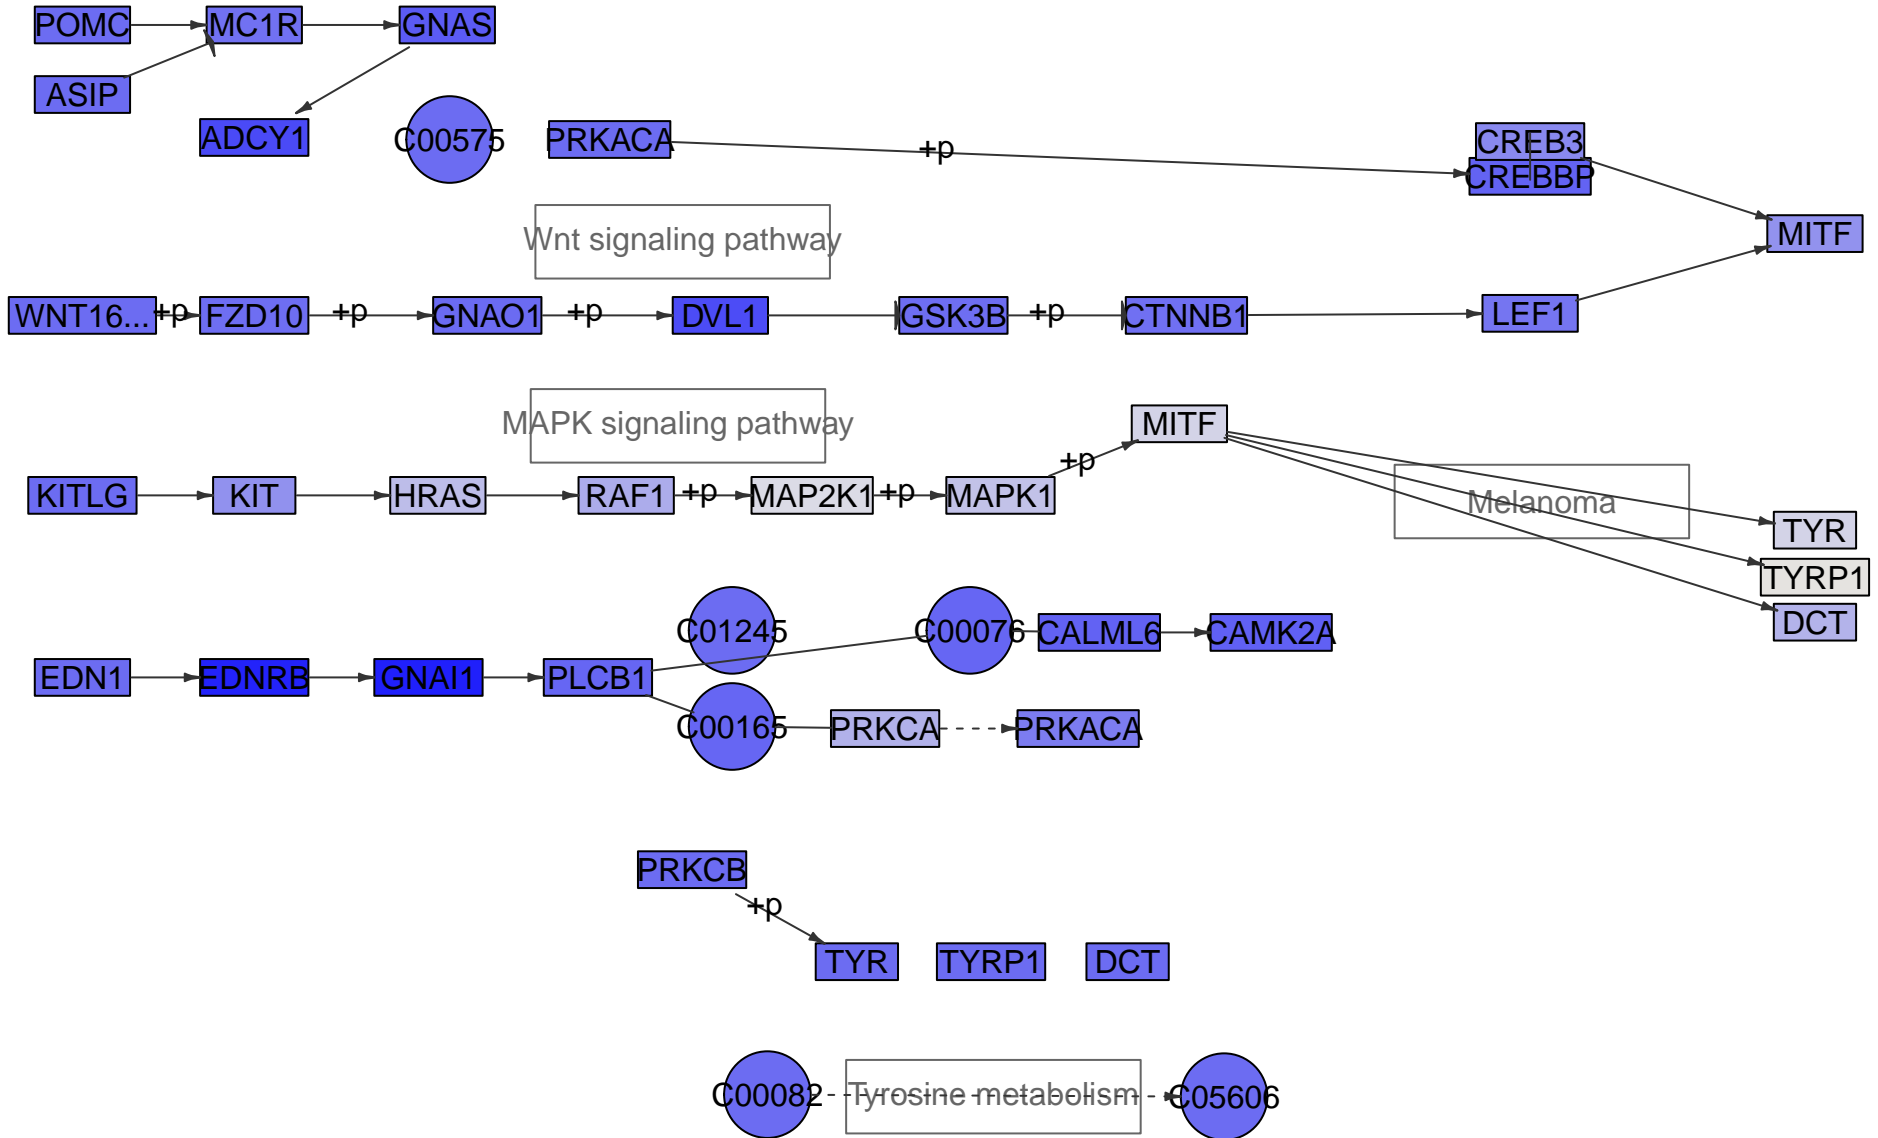 POMC
MC1R
GNAS
ASIP
ADCY1
C00575
PRKACA
+p
CREB3
CREBBP
Wnt signaling pathway
MITF
WNT16...
+p
FZD10
+p
GNAO1
+p
DVL1
GSK3B
+p
CTNNB1
LEF1
MAPK signaling pathway
MITF
+p
KITLG
KIT
HRAS
RAF1
+p
MAP2K1
+p
MAPK1
Melanoma
TYR
TYRP1
DCT
C01245
C00076
CALML6
CAMK2A
EDN1
EDNRB
GNAI1
PLCB1
C00165
PRKCA
PRKACA
PRKCB
+p
TYR
TYRP1
DCT
C00082
Tyrosine metabolism
C05606